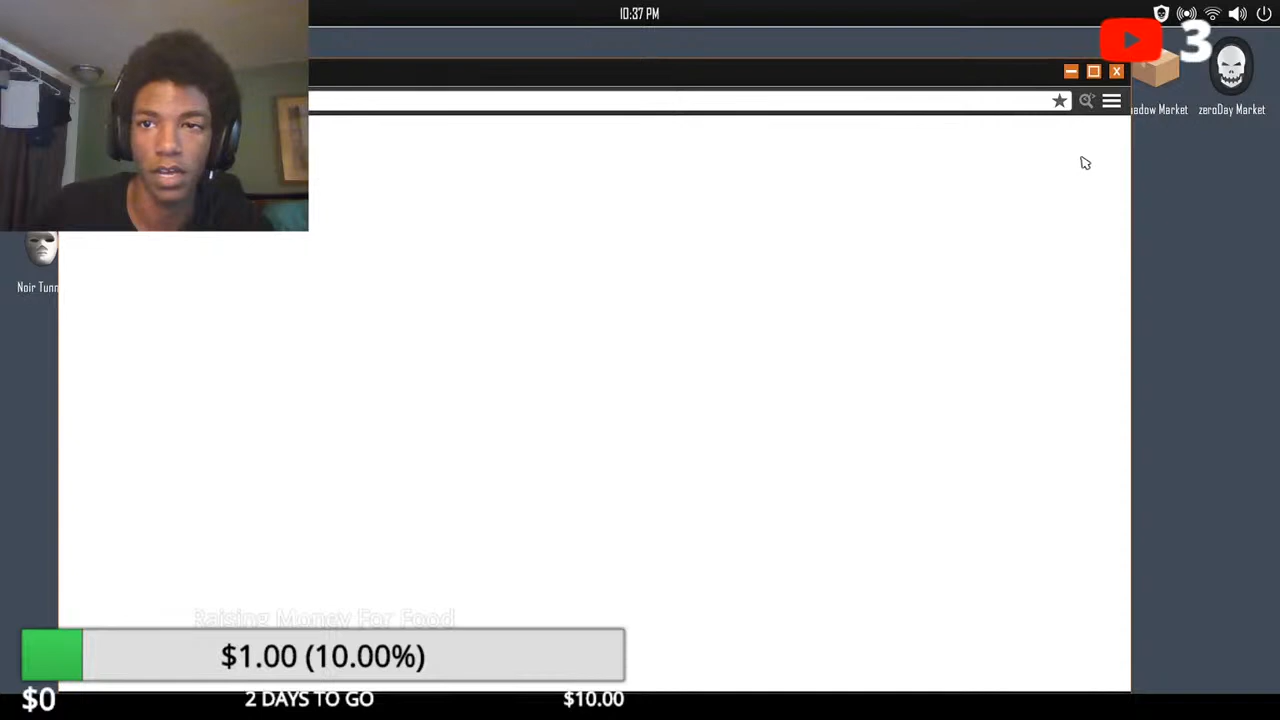 10:37 PM
3
adow Market
zeroDay Market
Noir Tunn
Raising Money For Food
$1.00 (10.00%)
$0
2 DAYS TO GO
$10.00